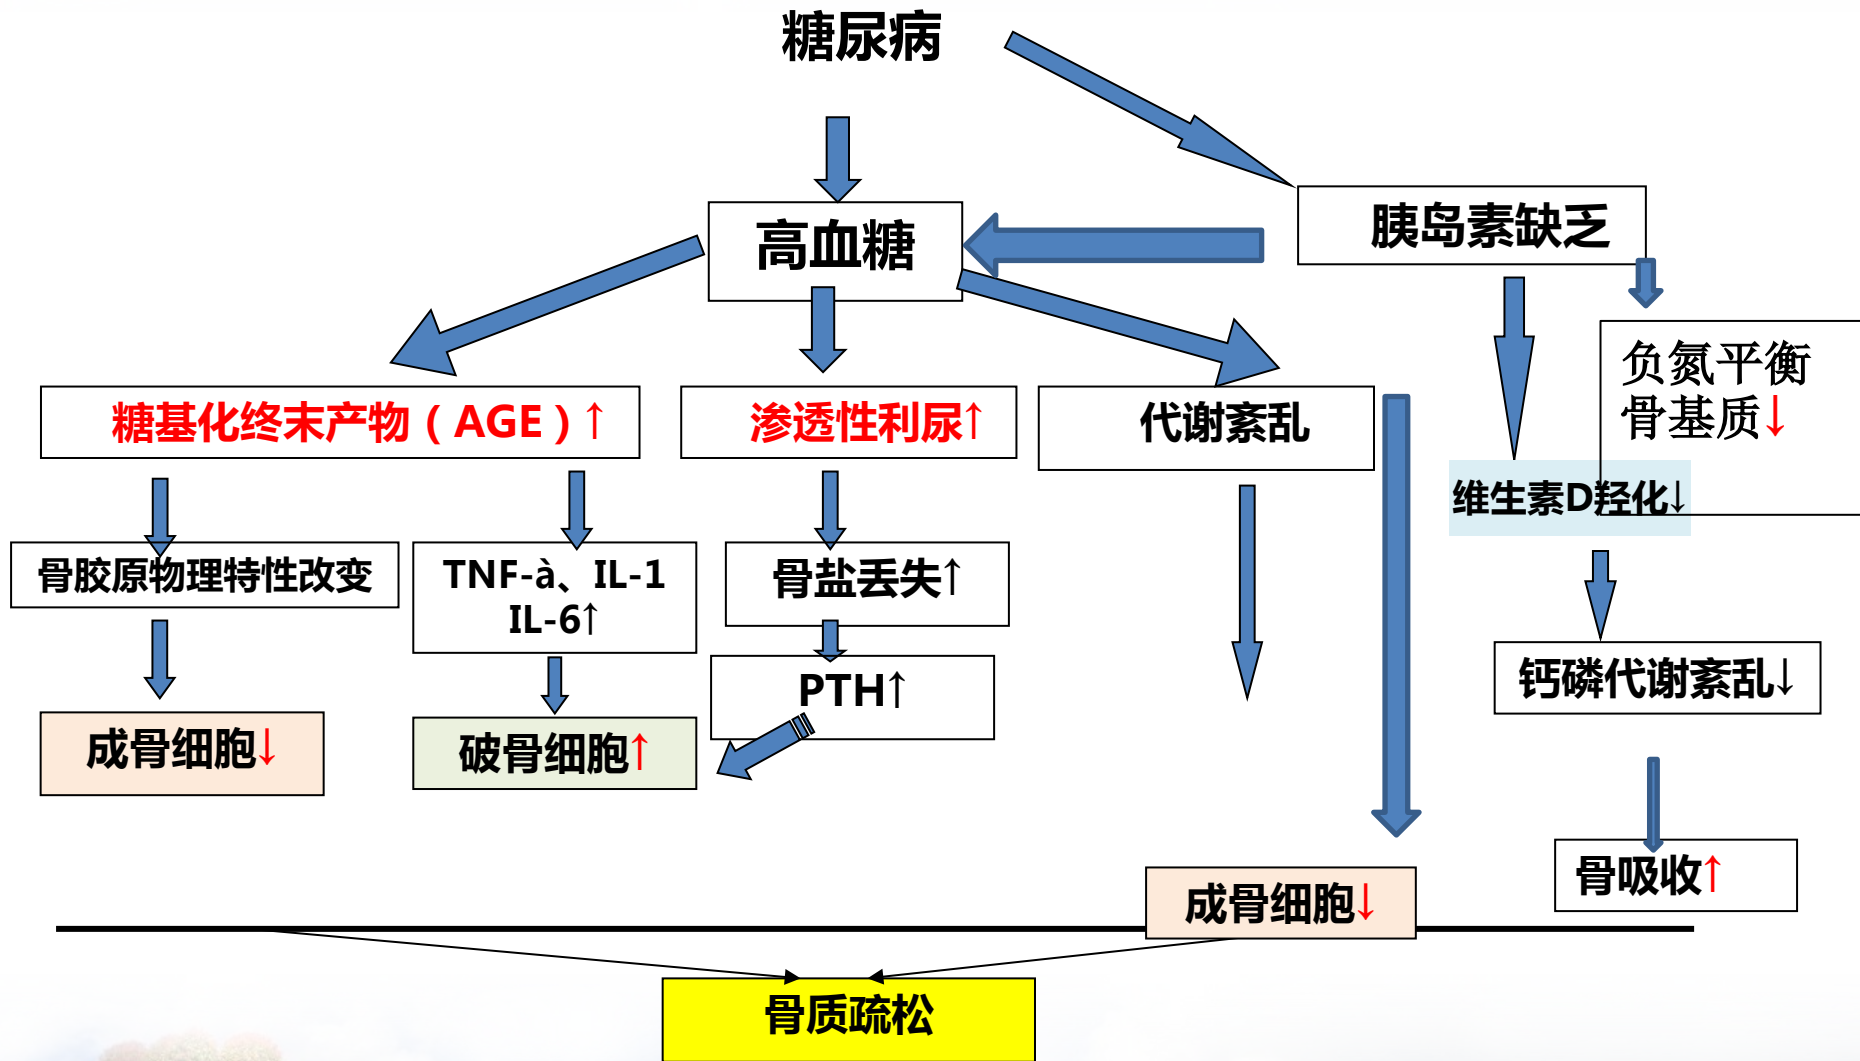 糖尿病
胰岛素缺乏
高血糖
负氮平衡
骨基质↓
糖基化终末产物（AGE）↑
渗透性利尿↑
代谢紊乱
维生素D羟化↓
骨胶原物理特性改变
TNF-à、IL-1
IL-6↑
骨盐丢失↑
钙磷代谢紊乱↓
PTH↑
成骨细胞↓
破骨细胞↑
骨吸收↑
成骨细胞↓
骨质疏松